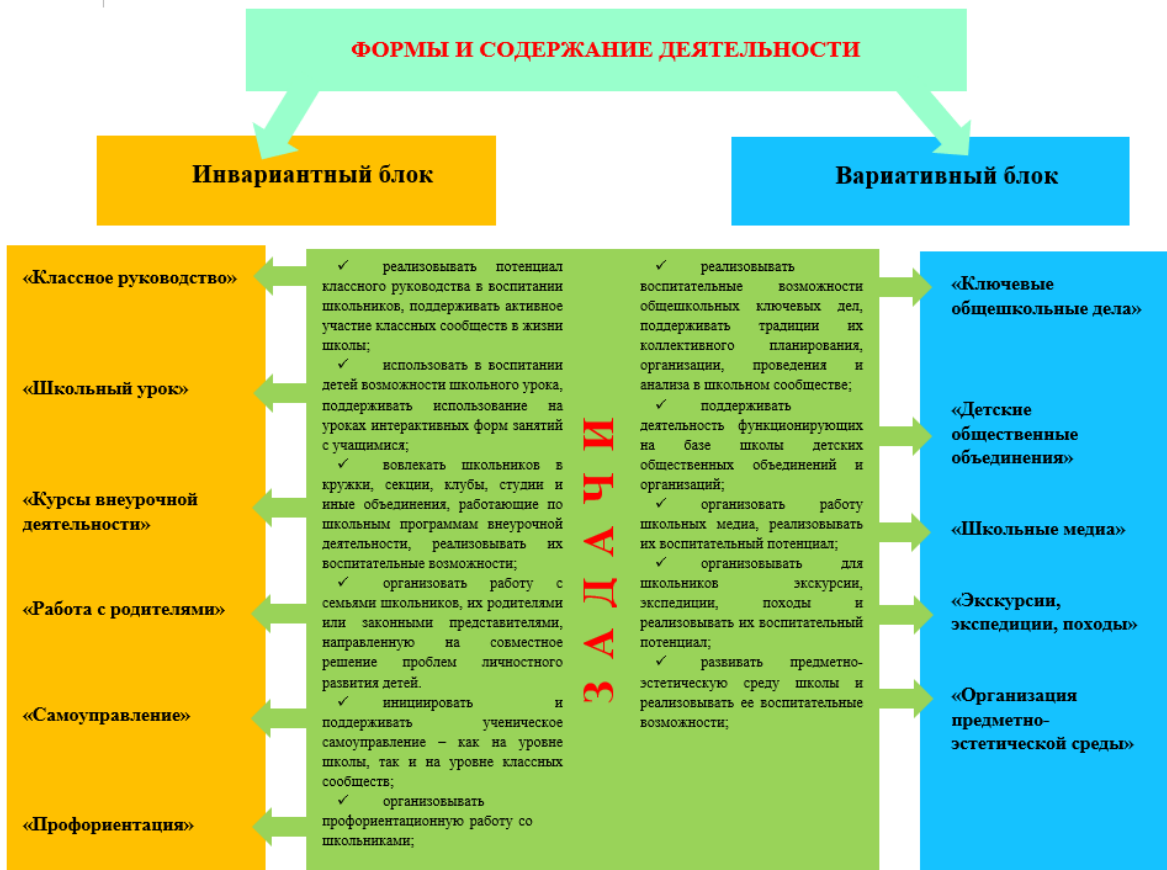 ФОРМЫ И СОДЕРЖАНИЕ ДЕЯТЕЛЬНОСТИ
Инвариантный блок
Вариативный блок
«Классное руководство»
«Школьный урок»
«Курсы внеурочной
деятельности»
«Работа с родителями»
«Самоуправление»
«Профориентация»
✓ реализовывать потенциал
классного руководства в воспитании
школьников, поддерживать активное
участие классных сообществ в жизни
школы;
✓ использовать в воспитании
детей возможности школьного урока,
поддерживать использование на
уроках интерактивных форм занятий
с учащимися;
✓ вовлекать школьников в
кружки, секции, клубы, студии и
иные объединения, работающие по
школьным программам внеурочной
деятельности, реализовывать их
воспитательные возможности;
✓ организовать работу с
семьями школьников, их родителями
или законными представителями,
направленную на совместное
решение проблем личностного
развития детей.
✓ инициировать и
поддерживать ученическое
самоуправление – как на уровне
школы, так и на уровне классных
сообществ;
✓ организовывать
профориентационную работу со
школьниками;
ЗАДАЧИ
✓ реализовывать
воспитательные возможности
общешкольных ключевых дел,
поддерживать традиции их
коллективного планирования,
организации, проведения и
анализа в школьном сообществе;
✓ поддерживать
деятельность функционирующих
на базе школы детских
общественных объединений и
организаций;
✓ организовать работу
школьных медиа, реализовывать
их воспитательный потенциал;
✓ организовывать для
школьников экскурсии,
экспедиции, походы и
реализовывать их воспитательный
потенциал;
✓ развивать предметно-
эстетическую среду школы и
реализовывать ее воспитательные
возможности;
«Ключевые
общешкольные дела»
«Детские
общественные
объединения»
«Школьные медиа»
«Экскурсии,
экспедиции, походы»
«Организация
предметно-
эстетической среды»